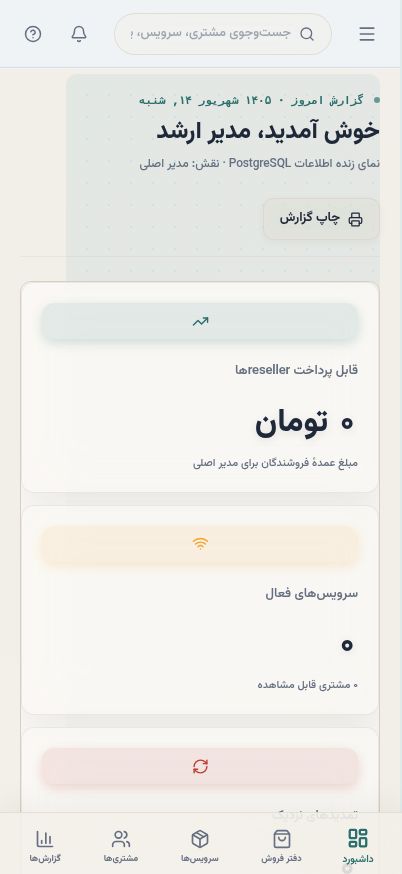 جست‌وجوی مشتری، سرویس،
گزارش امروز · ۱۴۰۵ شهریور ۱۴, شنبه
خوش آمدید، مدیر ارشد
نمای زنده اطلاعات PostgreSQL · نقش: مدیر اصلی
چاپ گزارش
قابل پرداخت resellerها
۰ تومان
مبلغ عمدهٔ فروشندگان برای مدیر اصلی
سرویس‌های فعال
۰
۰ مشتری قابل مشاهده
تمدیدهای نزدیک
داشبورد
دفتر فروش
سرویس‌ها
مشتری‌ها
گزارش‌ها